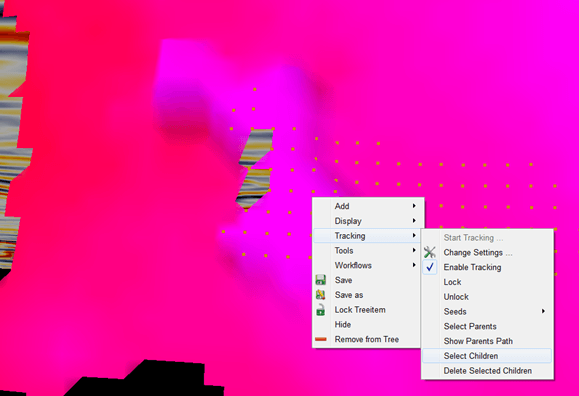 Add
Display
Tracking
Tools
Workflows
Save
Save as
Lock Treeitem
Hide
Remove from Tree
Start Tracking ...
Change Settings ...
Enable Tracking
Lock
Unlock
Seeds
Select Parents
Show Parents Path
Select Children
Delete Selected Children